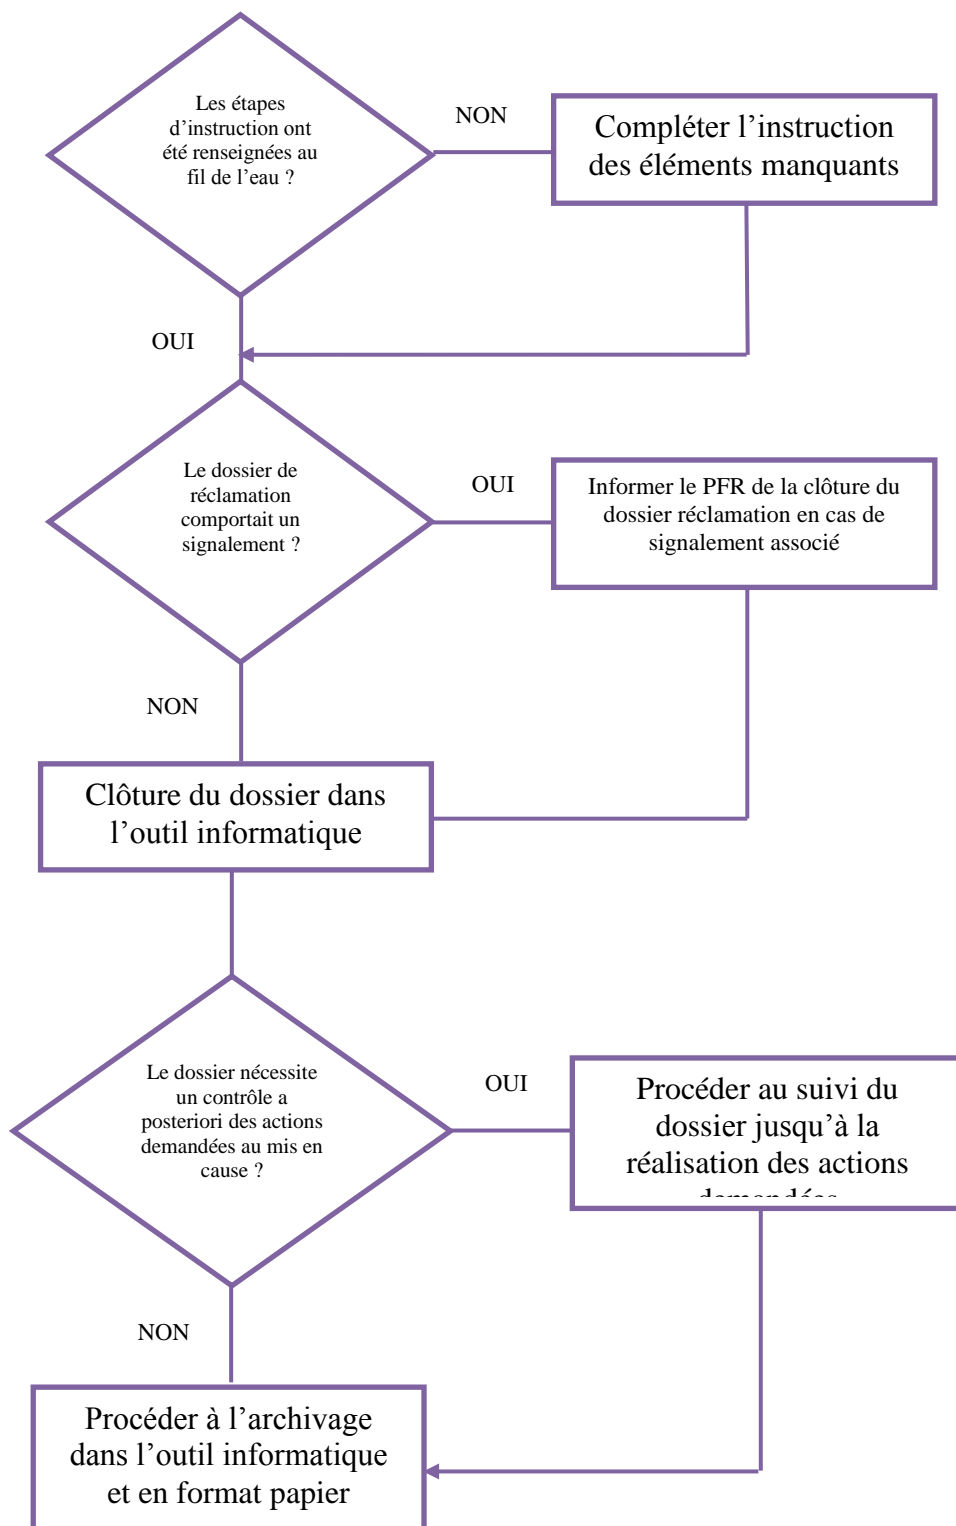 Les étapes
d’instruction ont
été renseignées au
fil de l’eau ?
NON
Compléter l’instruction
des éléments manquants
OUI
Le dossier de
réclamation
comportait un
signalement ?
OUI
Informer le PFR de la clôture du
dossier réclamation en cas de
signalement associé
NON
Clôture du dossier dans
l’outil informatique
Le dossier nécessite
un contrôle a
posteriori des actions
demandées au mis en
cause ?
OUI
Procéder au suivi du
dossier jusqu’à la
réalisation des actions
demandées
NON
Procéder à l’archivage
dans l’outil informatique
et en format papier